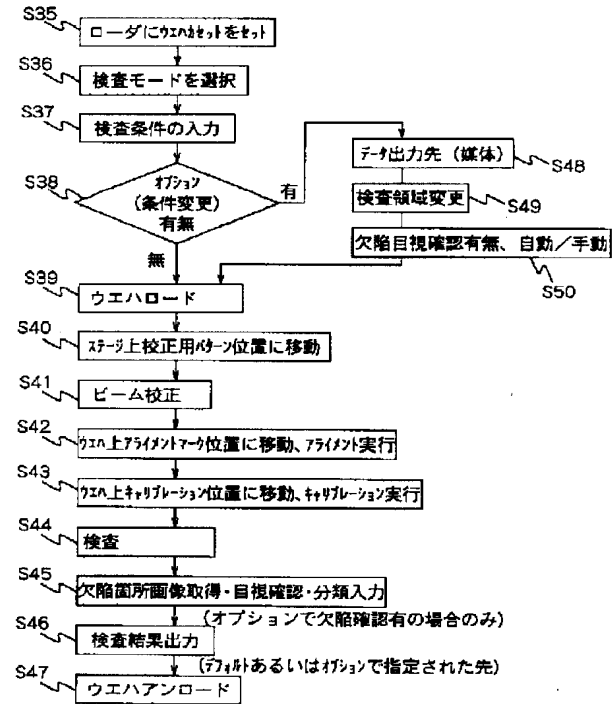 S35
ローダにウエハカセットをセット
S36
検査モードを選択
S37
検査条件の入力
S38
オプション
(条件変更)
有無
有
無
データ出力先（媒体）
S48
検査領域変更
S49
欠陥目視確認有無、自動／手動
S50
S39
ウエハロード
S40
ステージ上校正用パターン位置に移動
S41
ビーム校正
S42
ウエハ上アライメントマーク位置に移動、アライメント実行
S43
ウエハ上キャリブレーション位置に移動、キャリブレーション実行
S44
検査
S45
欠陥箇所画像取得・目視確認・分類入力
(オプションで欠陥確認有の場合のみ)
S46
検査結果出力
(デフォルトあるいはオプションで指定された先)
S47
ウエハアンロード